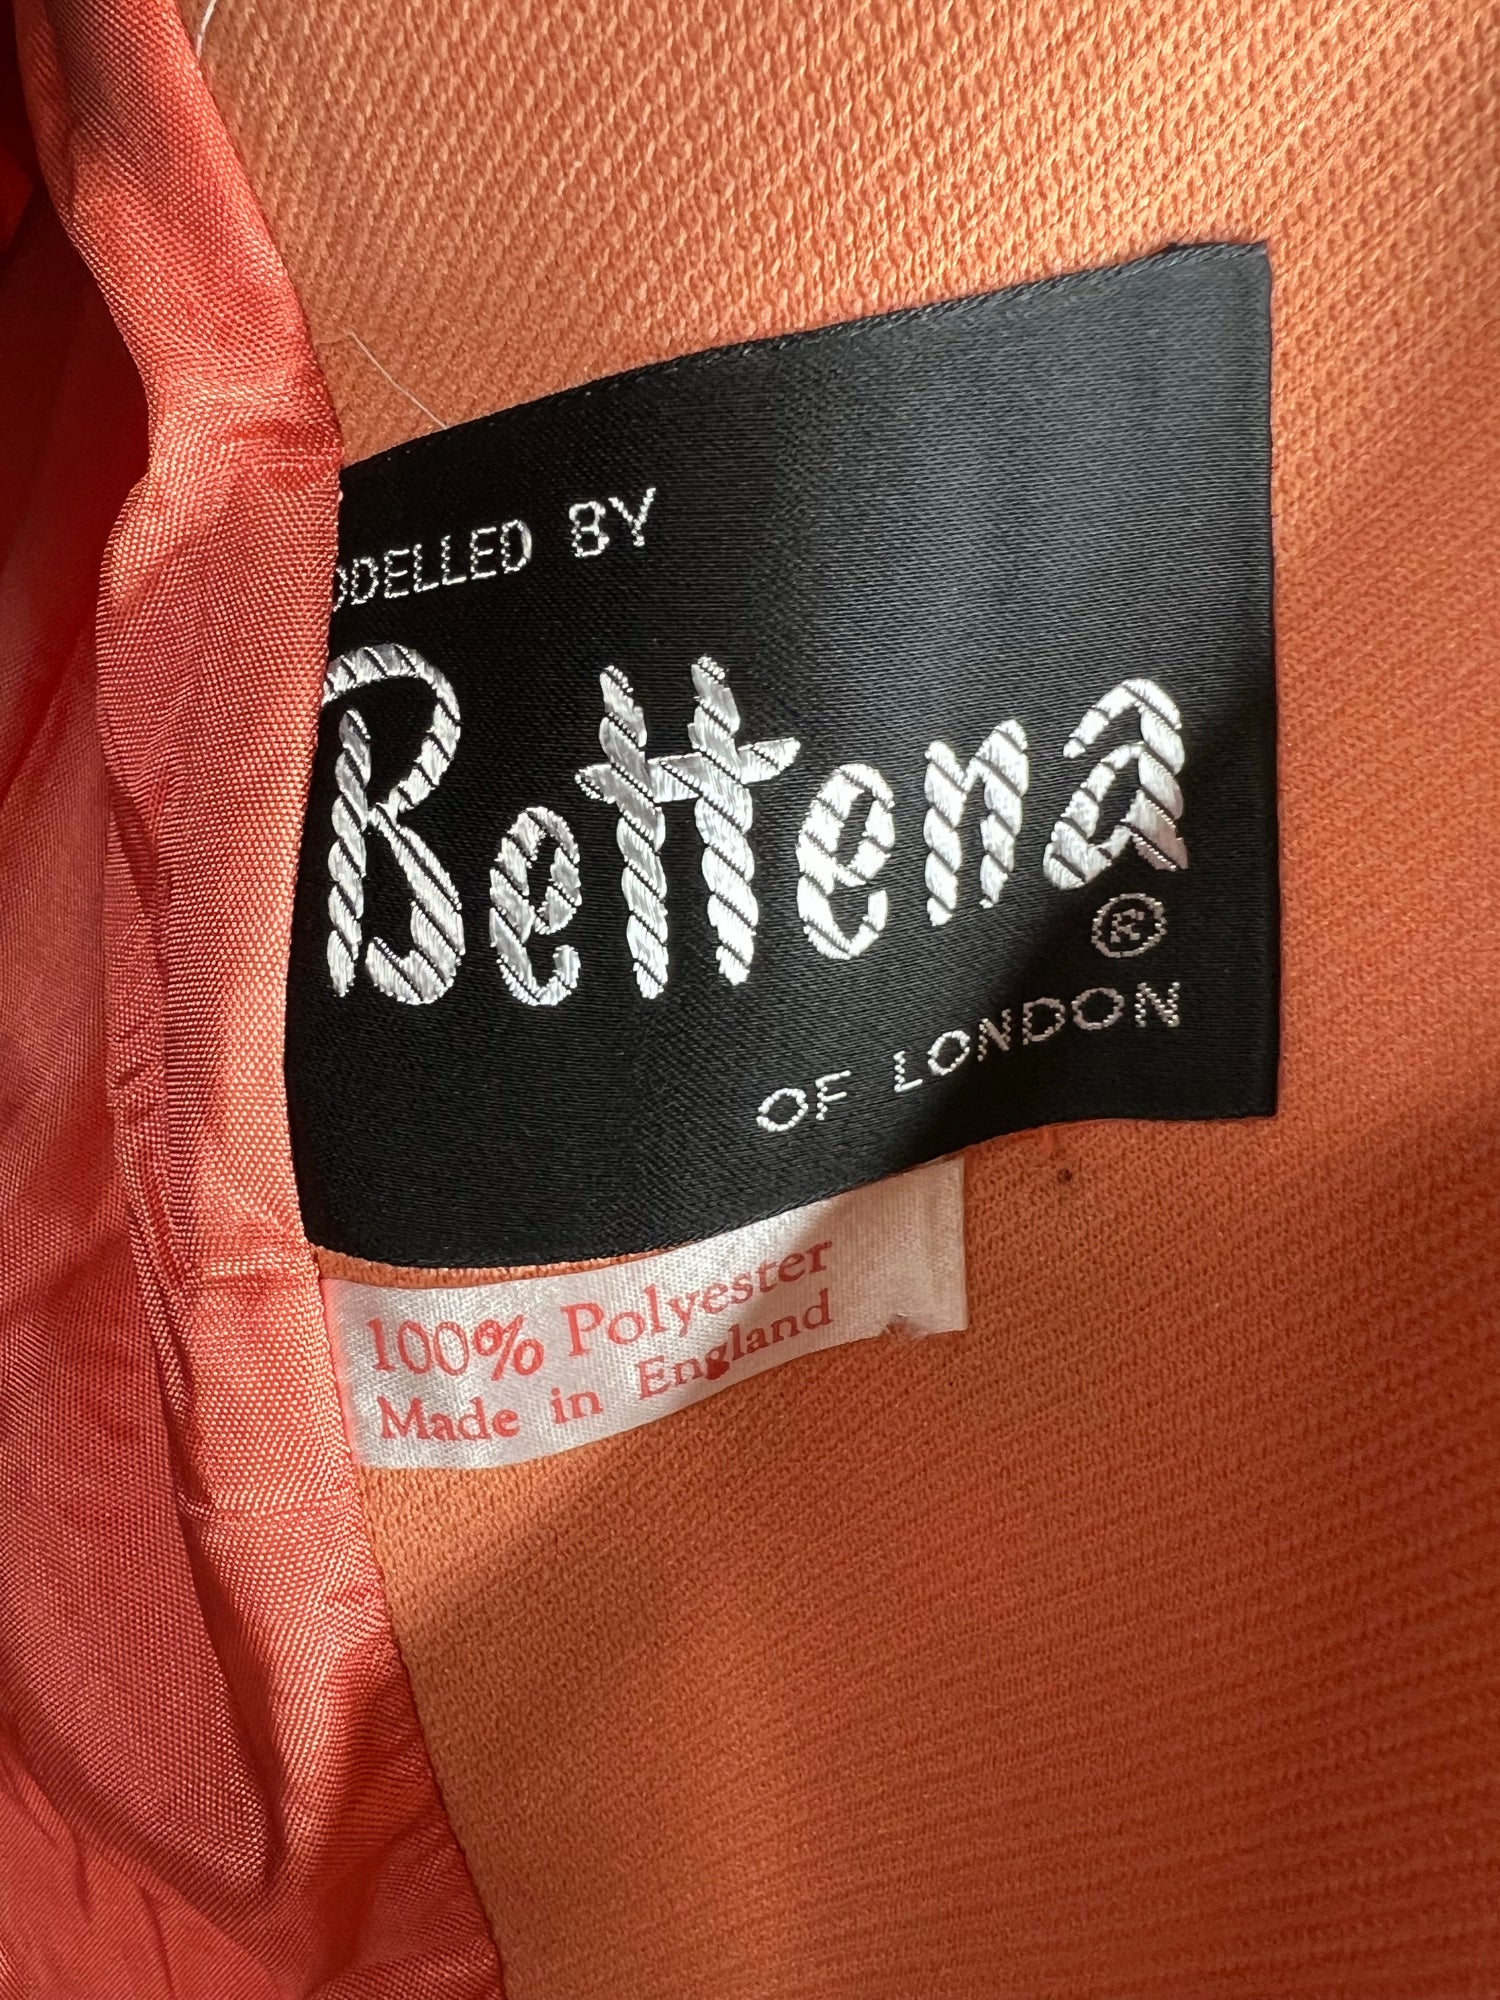 ODELLED BY
Bettena
®
OF LONDON
100% Polyester
Made in England